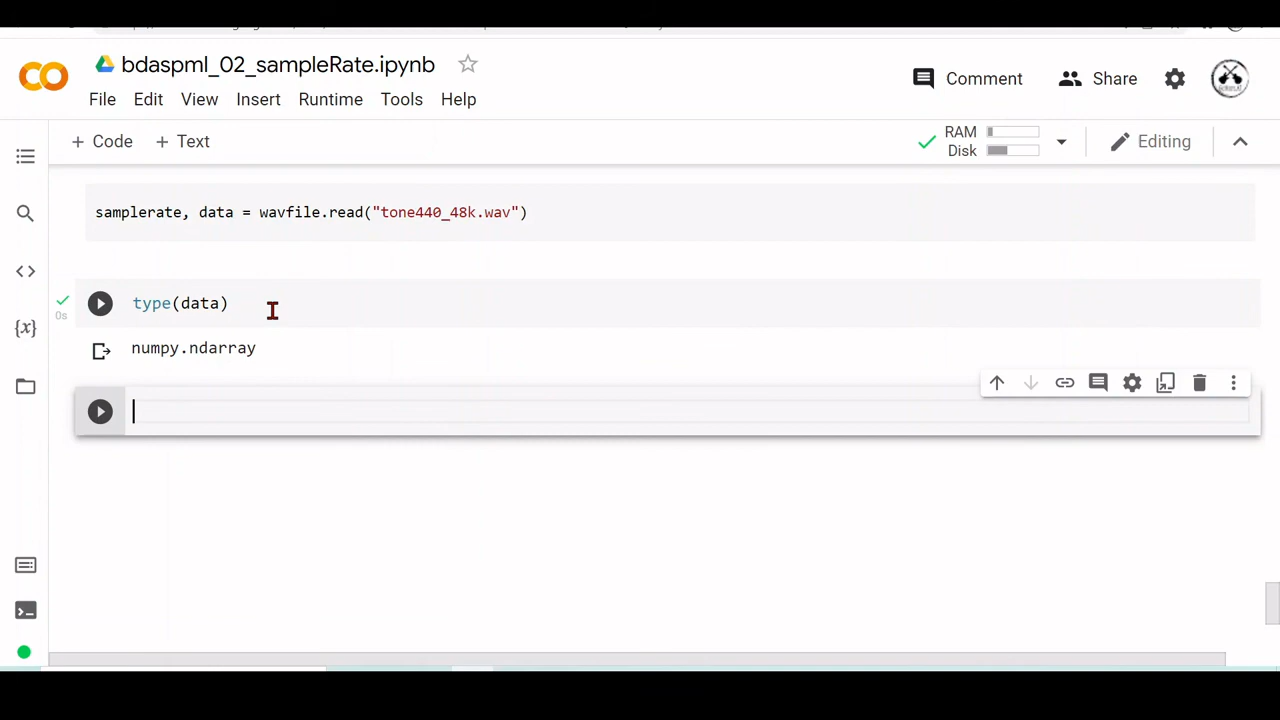 bdaspml_02_sampleRate.ipynb
Comment
Share
File Edit View Insert Runtime Tools Help
+ Code + Text
RAM
Disk
Editing
samplerate, data = wavfile.read("tone440_48k.wav")
type(data)
0s
numpy.ndarray
{x}